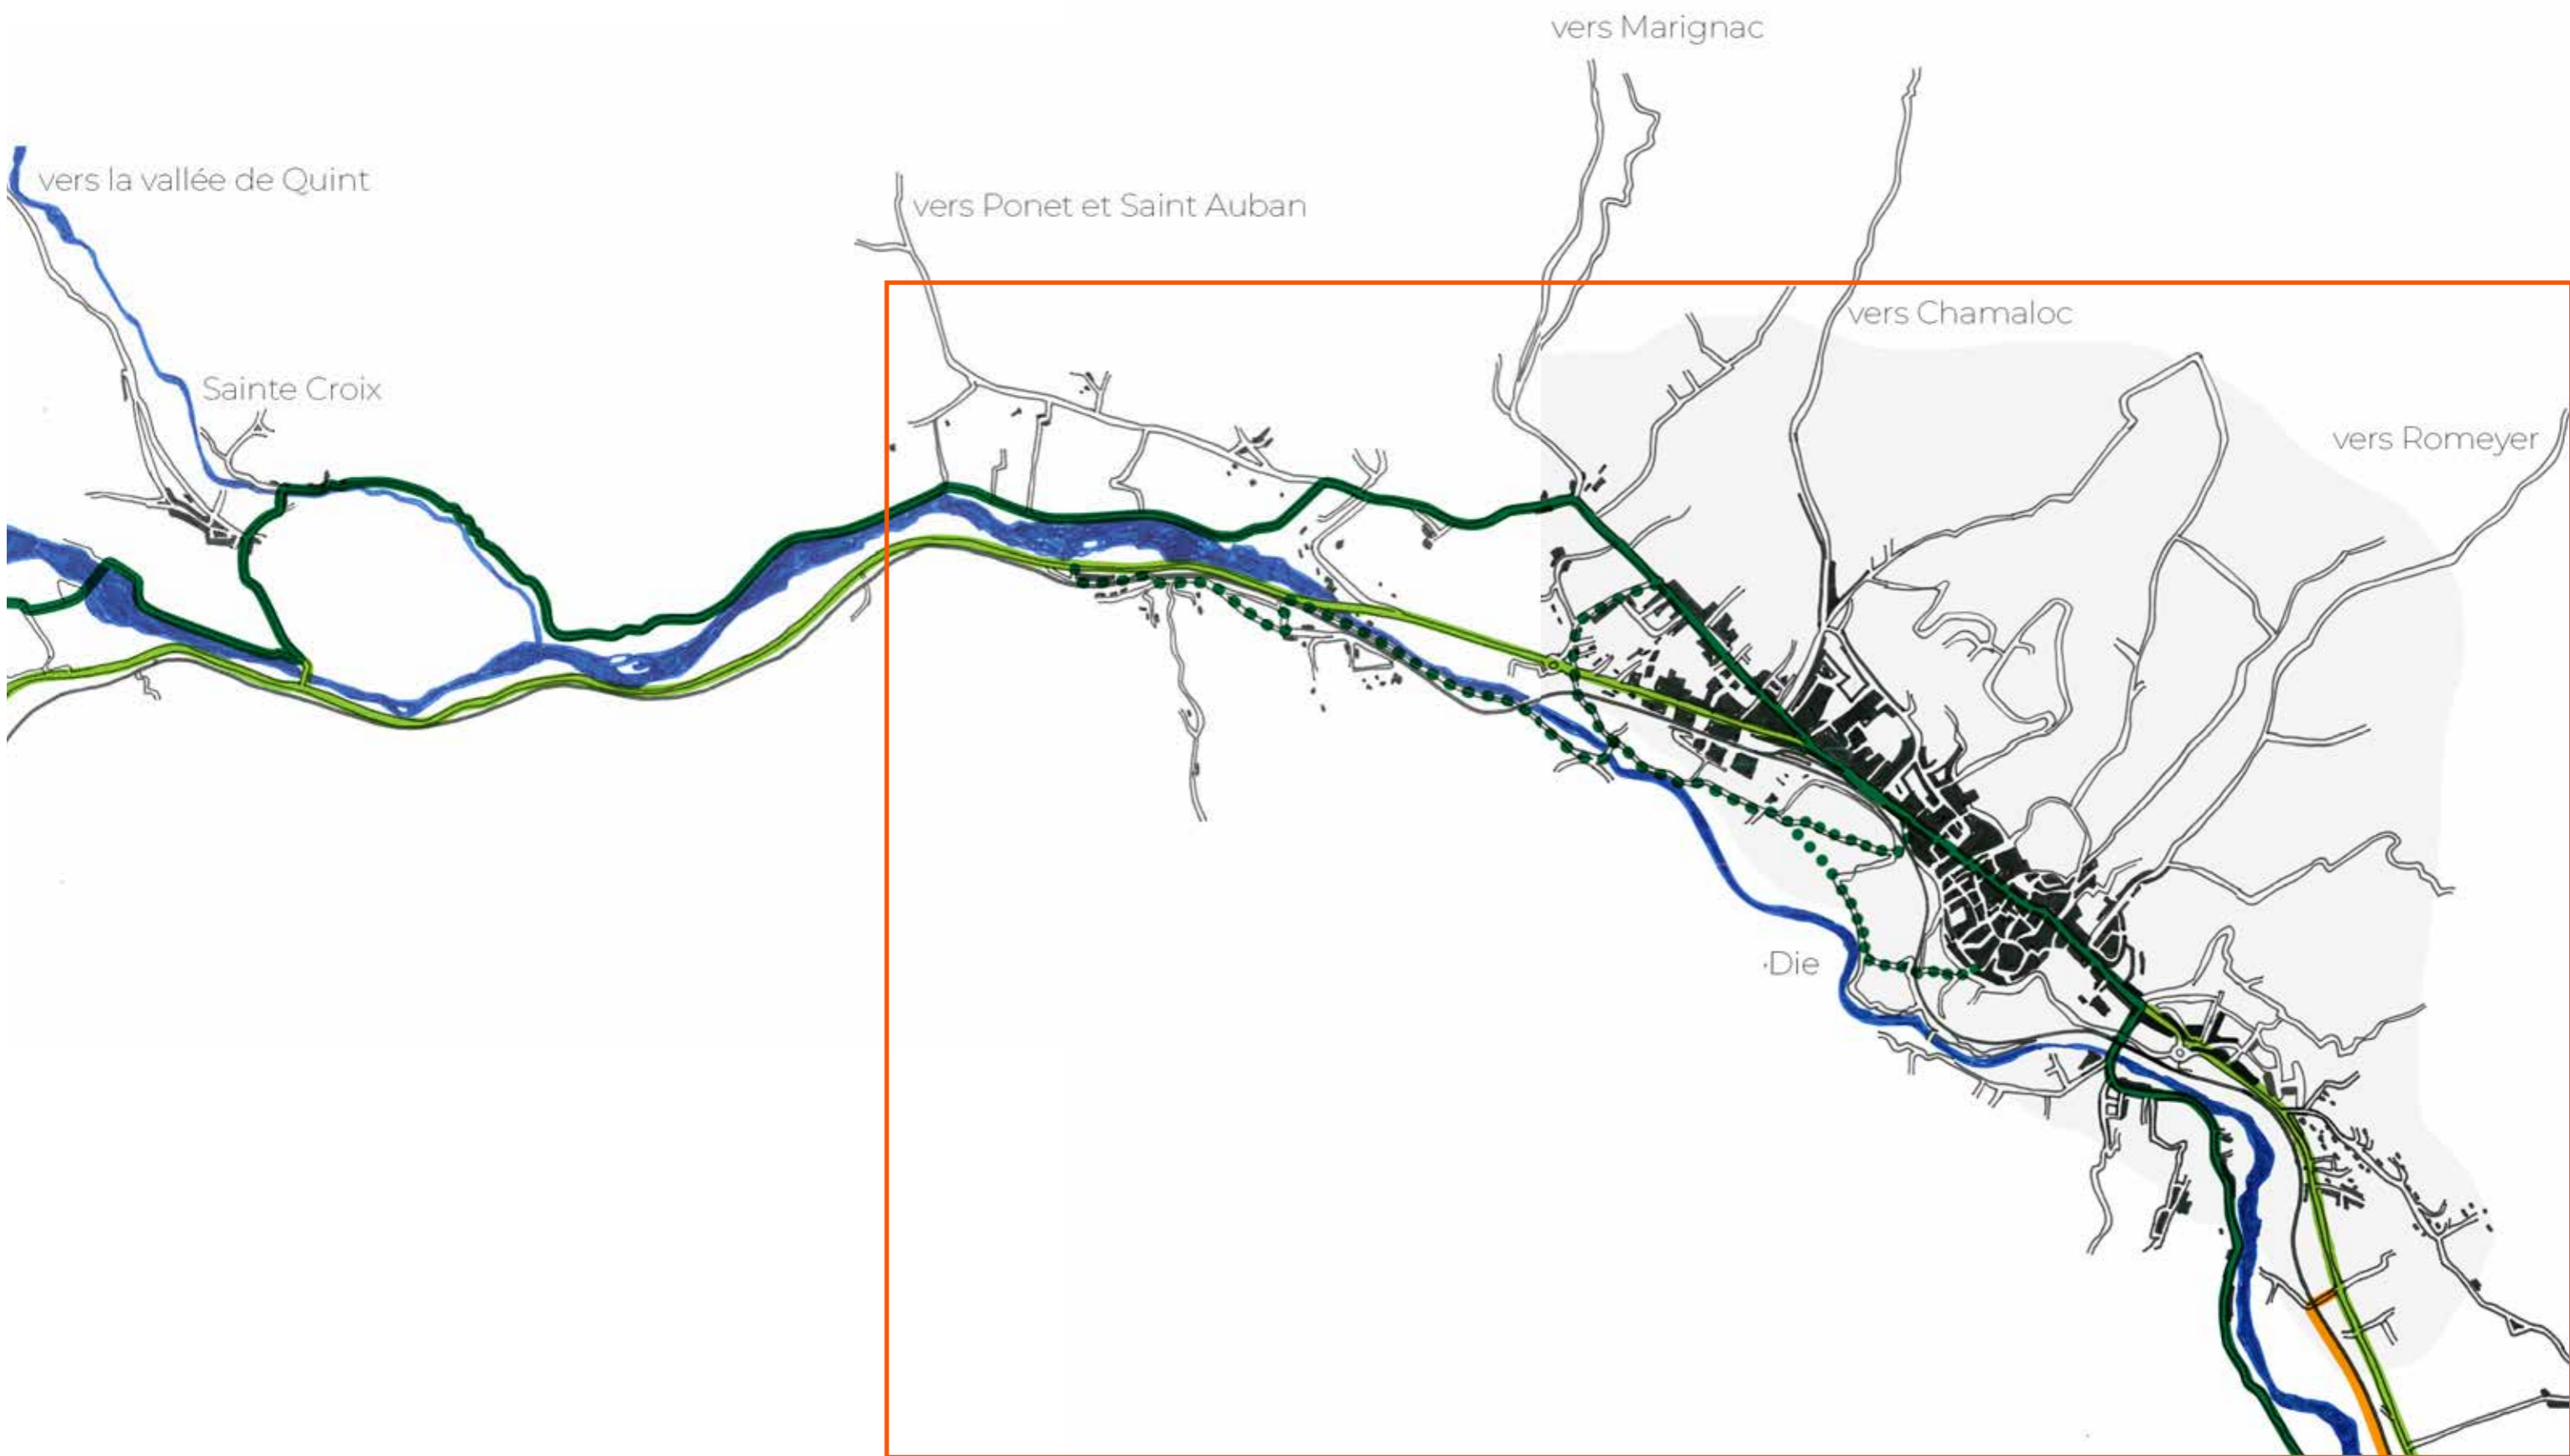 vers Marignac
vers la vallée de Quint
vers Ponet et Saint Auban
vers Chamaloc
Sainte Croix
vers Romeyer
Die